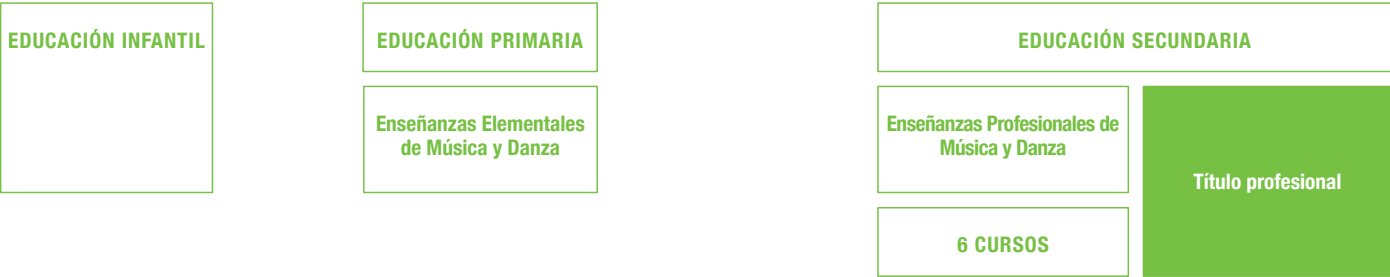 EDUCACIÓN INFANTIL
EDUCACIÓN PRIMARIA
Enseñanzas Elementales
de Música y Danza
EDUCACIÓN SECUNDARIA
Enseñanzas Profesionales de
Música y Danza
Título profesional
6 CURSOS